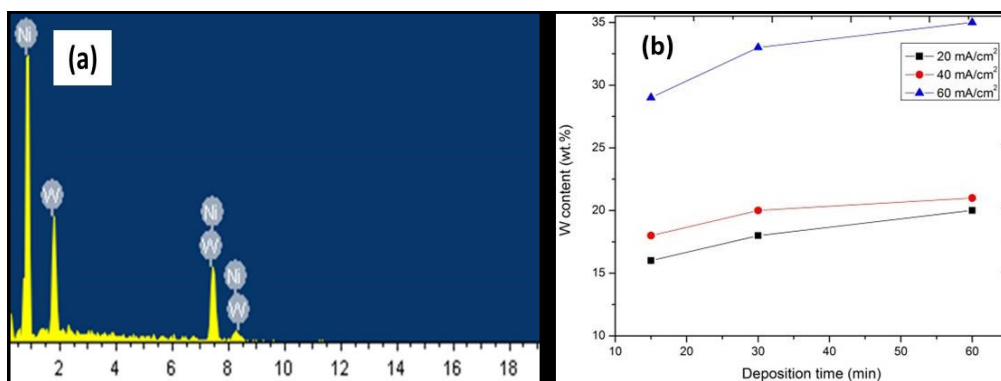 (a)
Ni
W
Ni
W
Ni
W
2 4 6 8 10 12 14 16 18
(b)
35
30
25
20
15
10
W content (wt.%)
20 mA/cm²
40 mA/cm²
60 mA/cm²
10 20 30 40 50 60
Deposition time (min)